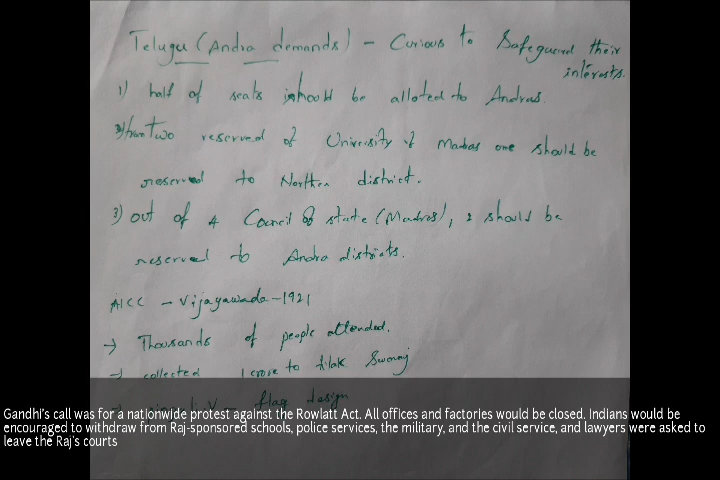 Telugu (Andra demands) - Curious to Safeguard their
interests.
1) half of seats should be alloted to Andras.
2) from Two reserved of University of Madras one should be
reserved to Northen district.
3) out of 4 Council of state (Madras), 2 should be
reserved to Andra districts.
AICC - Vijayawada - 1921
→ Thousands of people attended.
→ collected 1 crore to tilak Swaraj
→ flag design
Gandhi's call was for a nationwide protest against the Rowlatt Act. All offices and factories would be closed. Indians would be
encouraged to withdraw from Raj-sponsored schools, police services, the military, and the civil service, and lawyers were asked to
leave the Raj's courts